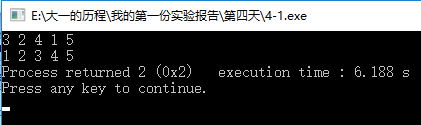 E:\大一的历程\我的第一份实验报告\第四天\4-1.exe
3 2 4 1 5
1 2 3 4 5
Process returned 2 (0x2)   execution time : 6.188 s
Press any key to continue.